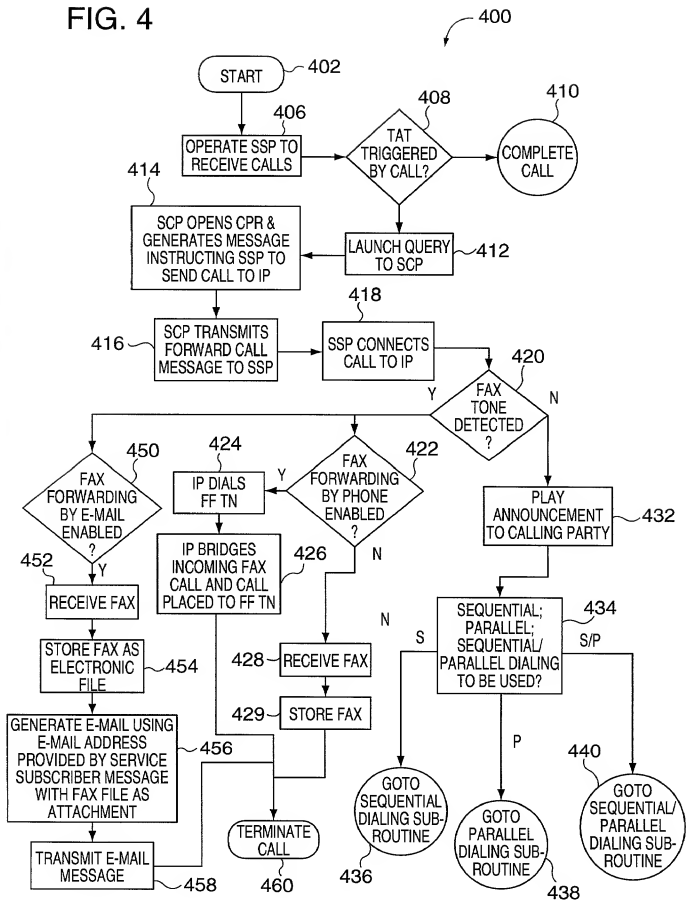 FIG. 4
400
START
402
406
OPERATE SSP TO
RECEIVE CALLS
408
TAT
TRIGGERED
BY CALL?
410
COMPLETE
CALL
414
SCP OPENS CPR &
GENERATES MESSAGE
INSTRUCTING SSP TO
SEND CALL TO IP
LAUNCH QUERY
TO SCP
412
416
SCP TRANSMITS
FORWARD CALL
MESSAGE TO SSP
418
SSP CONNECTS
CALL TO IP
420
FAX
TONE
DETECTED
?
Y
N
450
FAX
FORWARDING
BY E-MAIL
ENABLED
?
Y
424
IP DIALS
FF TN
Y
422
FAX
FORWARDING
BY PHONE
ENABLED ?
N
PLAY
ANNOUNCEMENT
TO CALLING PARTY
432
452
RECEIVE FAX
IP BRIDGES
INCOMING FAX
CALL AND CALL
PLACED TO FF TN
426
N
434
SEQUENTIAL;
PARALLEL;
SEQUENTIAL/
PARALLEL DIALING
TO BE USED?
S
S/P
P
STORE FAX AS
ELECTRONIC
FILE
454
428
RECEIVE FAX
429
STORE FAX
GENERATE E-MAIL USING
E-MAIL ADDRESS
PROVIDED BY SERVICE
SUBSCRIBER MESSAGE
WITH FAX FILE AS
ATTACHMENT
456
TRANSMIT E-MAIL
MESSAGE
458
TERMINATE
CALL
460
GOTO
SEQUENTIAL
DIALING SUB-
ROUTINE
436
GOTO
PARALLEL
DIALING SUB-
ROUTINE
438
440
GOTO
SEQUENTIAL/
PARALLEL
DIALING SUB-
ROUTINE